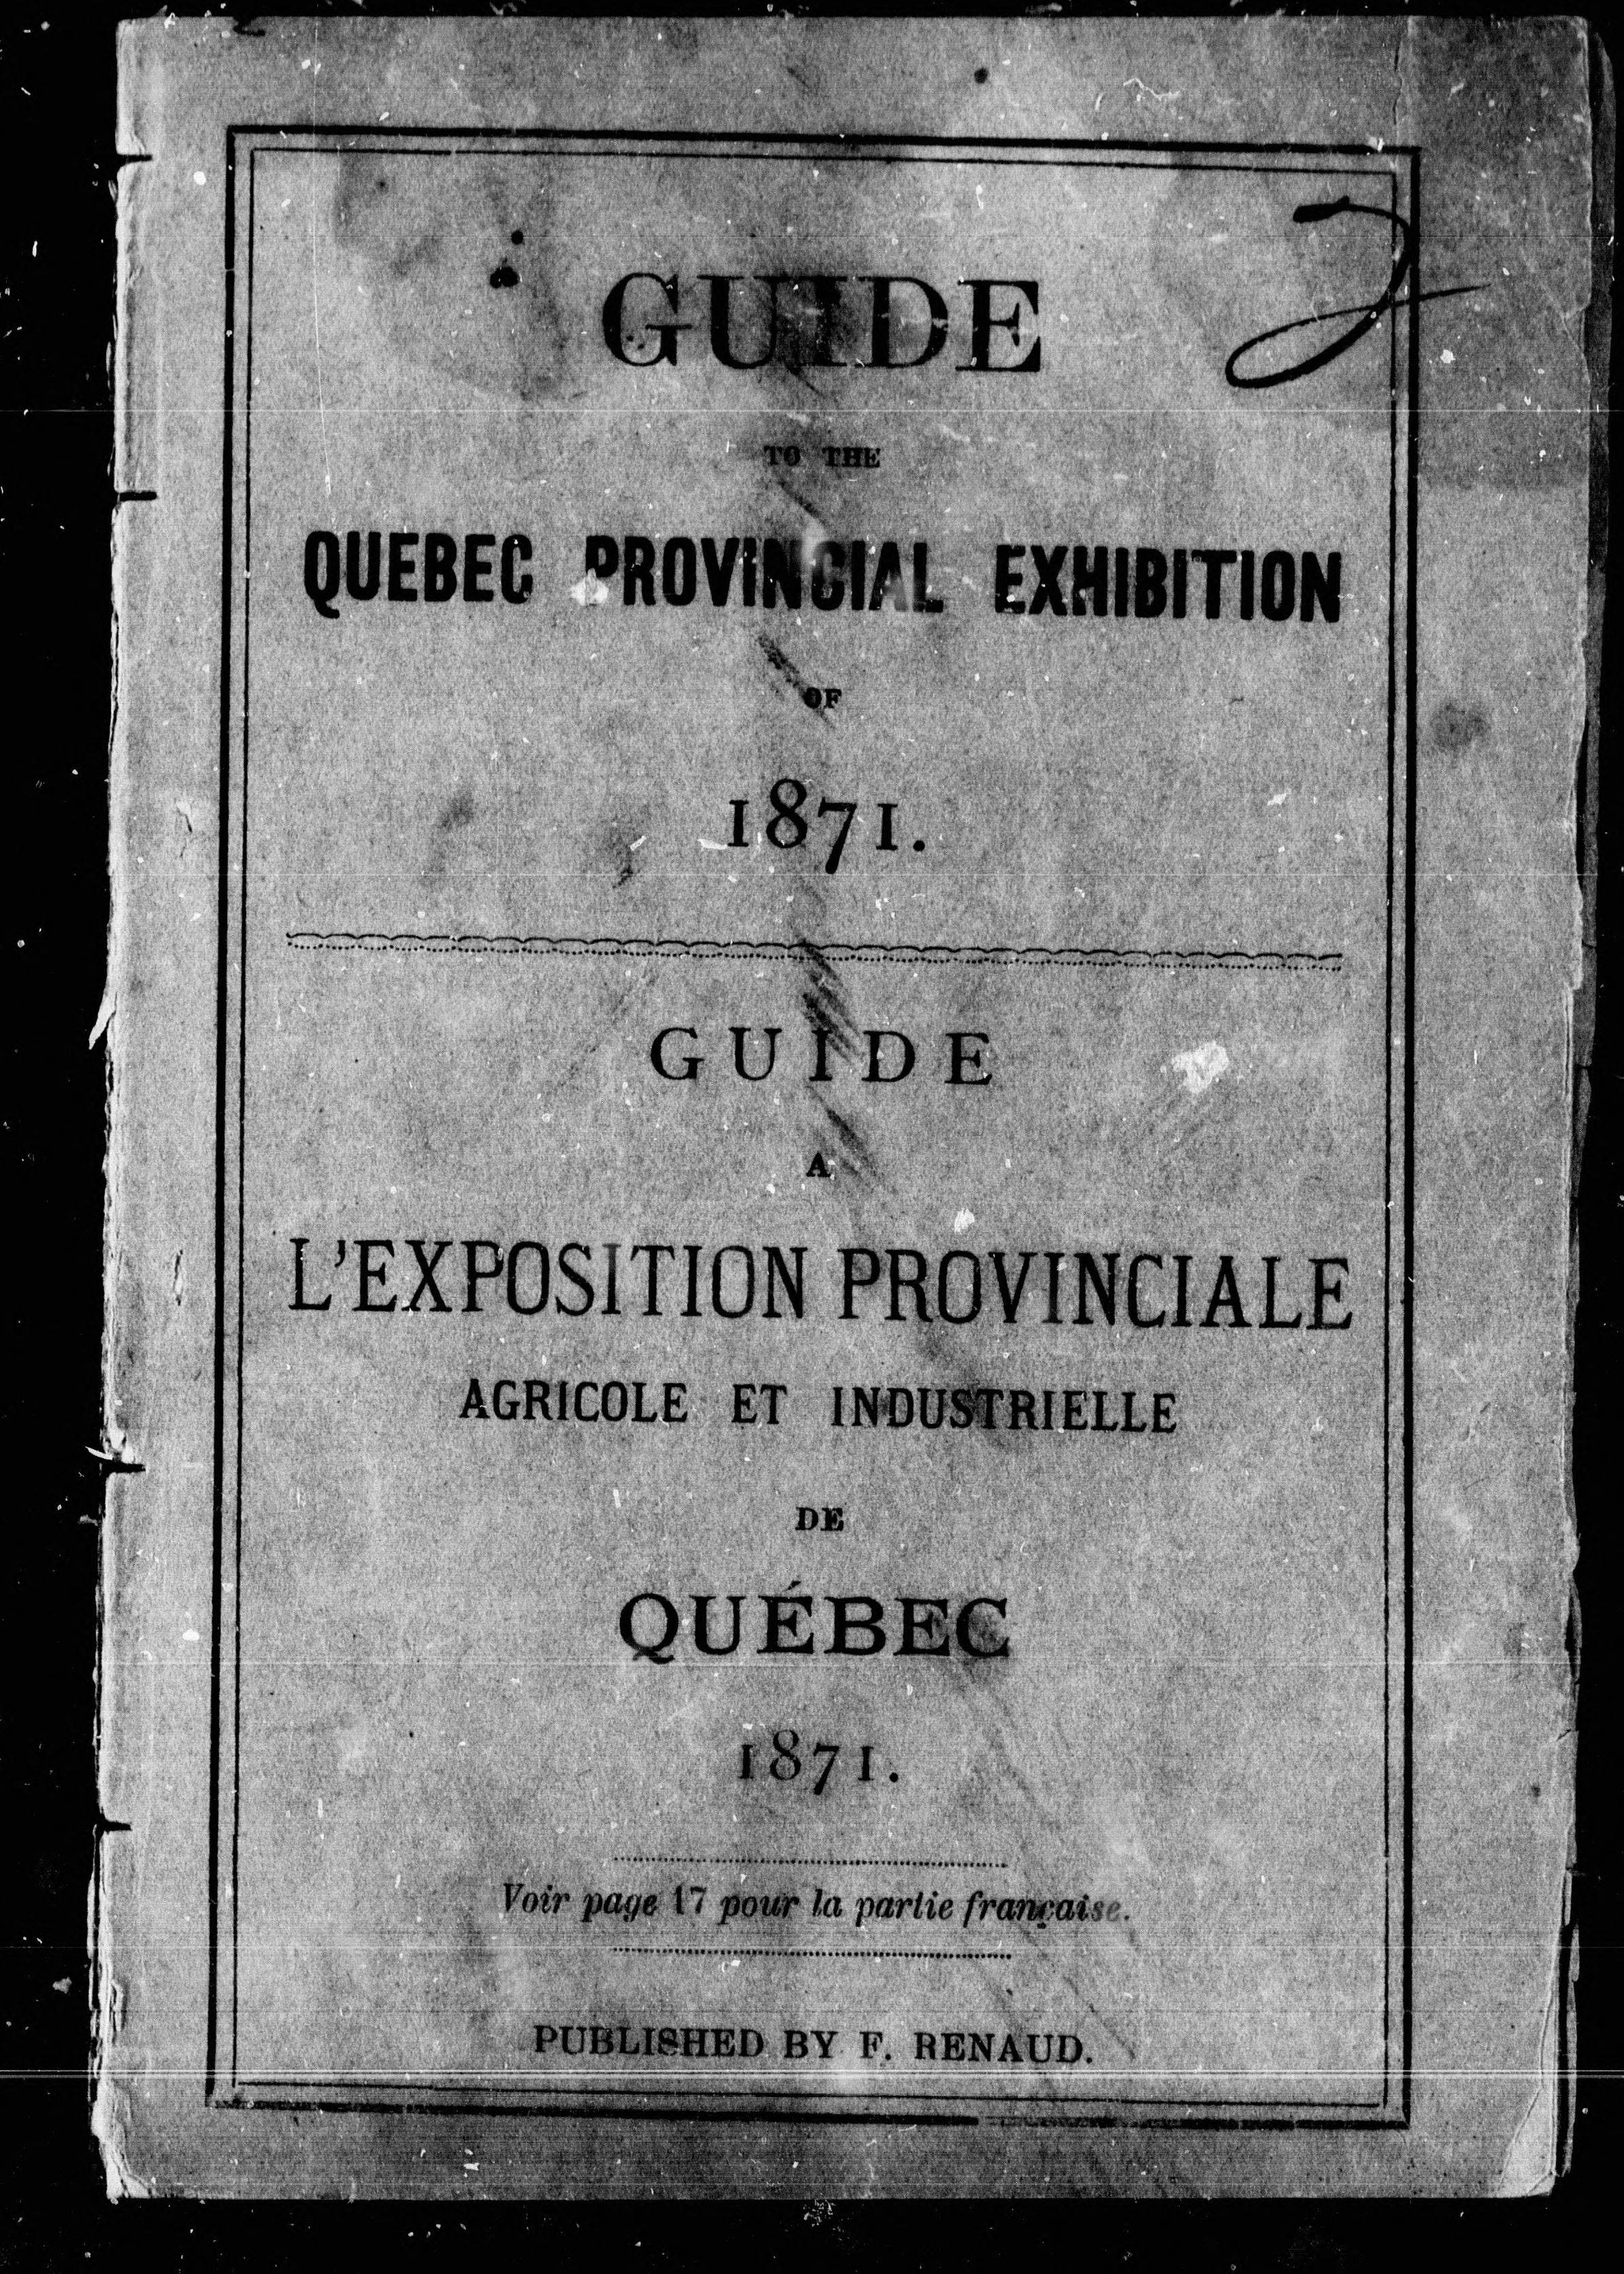 GUIDE
TO THE
QUEBEC PROVINCIAL EXHIBITION
OF
1871.
GUIDE
A
L'EXPOSITION PROVINCIALE
AGRICOLE ET INDUSTRIELLE
DE
QUÉBEC
1871.
Voir page 17 pour la partie française.
PUBLISHED BY F. RENAUD.